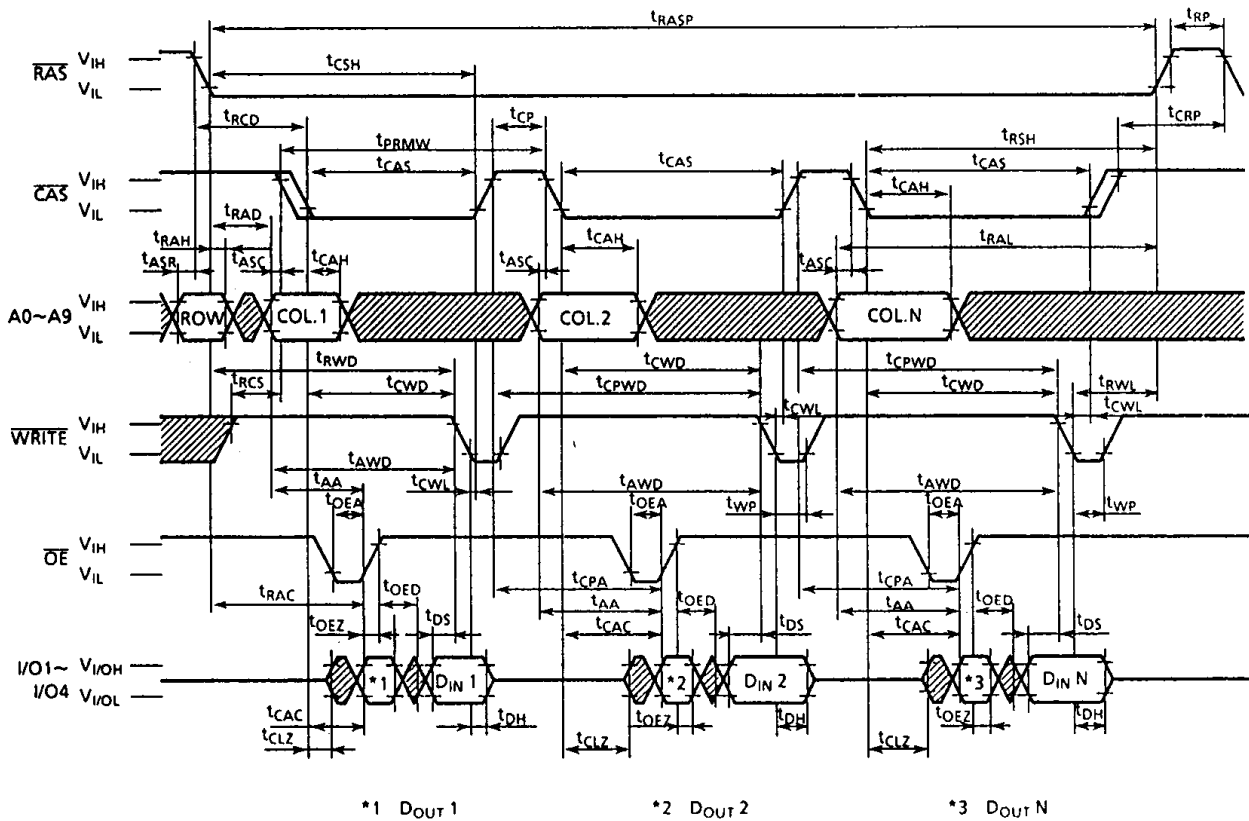 tRASP tRP
RAS VIH VIL
tCSH
tRCD tCP tCRP
tPRMW tRSH
CAS VIH VIL
tCAS tCAS tCAS
tCAH
tRAD
tRAH tCAH tRAL
tASR tASC tCAH tASC tASC
A0~A9 VIH VIL
ROW COL.1 COL.2 COL.N
tRWD tCWD tCPWD
tRCS tCWD tCPWD tCWD tRWL
tCWL tCWL
WRITE VIH VIL
tAWD
tAA tCWL tAWD tAWD
tOEA tOEA tWP tOEA tWP
OE VIH VIL
tRAC tOED tCPA tCPA
tAA tOED tAA tOED
tOEZ tDS tCAC tDS tCAC tDS
I/O1~ I/O4 VI/OH VI/OL
*1 DIN 1 *2 DIN 2 *3 DIN N
tCAC tDH tOEZ tDH tOEZ tDH
tCLZ tCLZ tCLZ
*1 DOUT 1 *2 DOUT 2 *3 DOUT N